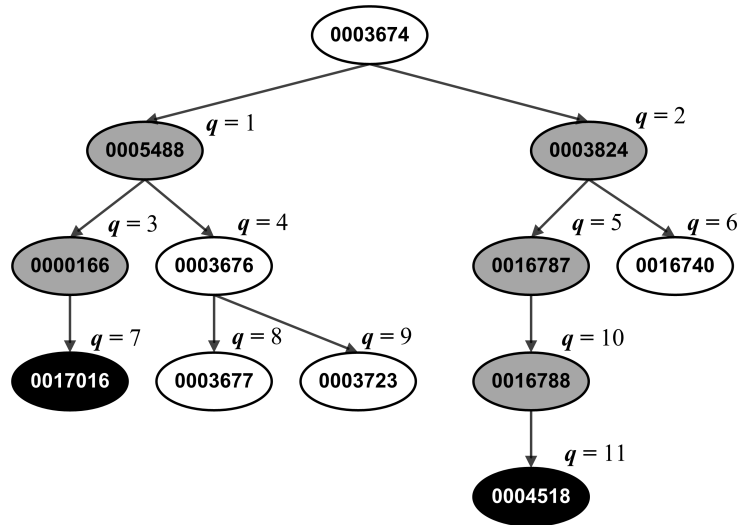 0003674
q = 1
q = 2
0005488
0003824
q = 3
q = 4
q = 5
q = 6
0000166
0003676
0016787
0016740
q = 7
q = 8
q = 9
q = 10
0017016
0003677
0003723
0016788
q = 11
0004518